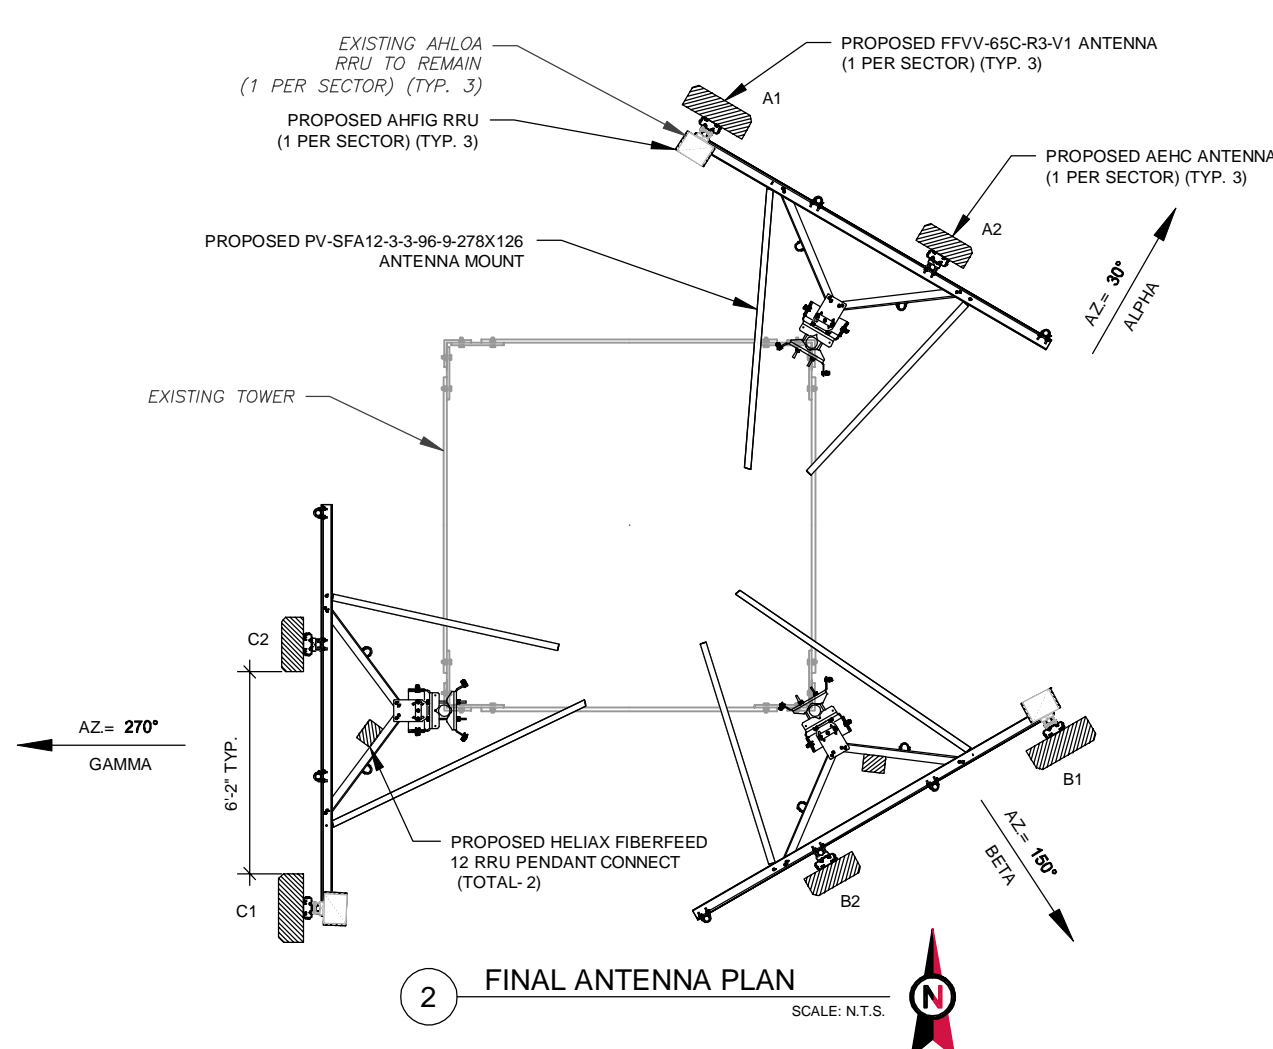 EXISTING AHLOA
RRU TO REMAIN
(1 PER SECTOR) (TYP. 3)
PROPOSED AHFIG RRU
(1 PER SECTOR) (TYP. 3)
PROPOSED FFVV-65C-R3-V1 ANTENNA
(1 PER SECTOR) (TYP. 3)
A1
PROPOSED AEHC ANTENNA
(1 PER SECTOR) (TYP. 3)
A2
PROPOSED PV-SFA12-3-3-96-9-278X126
ANTENNA MOUNT
AZ.= 30°
ALPHA
EXISTING TOWER
C2
AZ.= 270°
GAMMA
6'-2" TYP.
C1
PROPOSED HELIAX FIBERFEED
12 RRU PENDANT CONNECT
(TOTAL- 2)
B1
B2
AZ.= 150°
BETA
2
FINAL ANTENNA PLAN
SCALE: N.T.S.
N